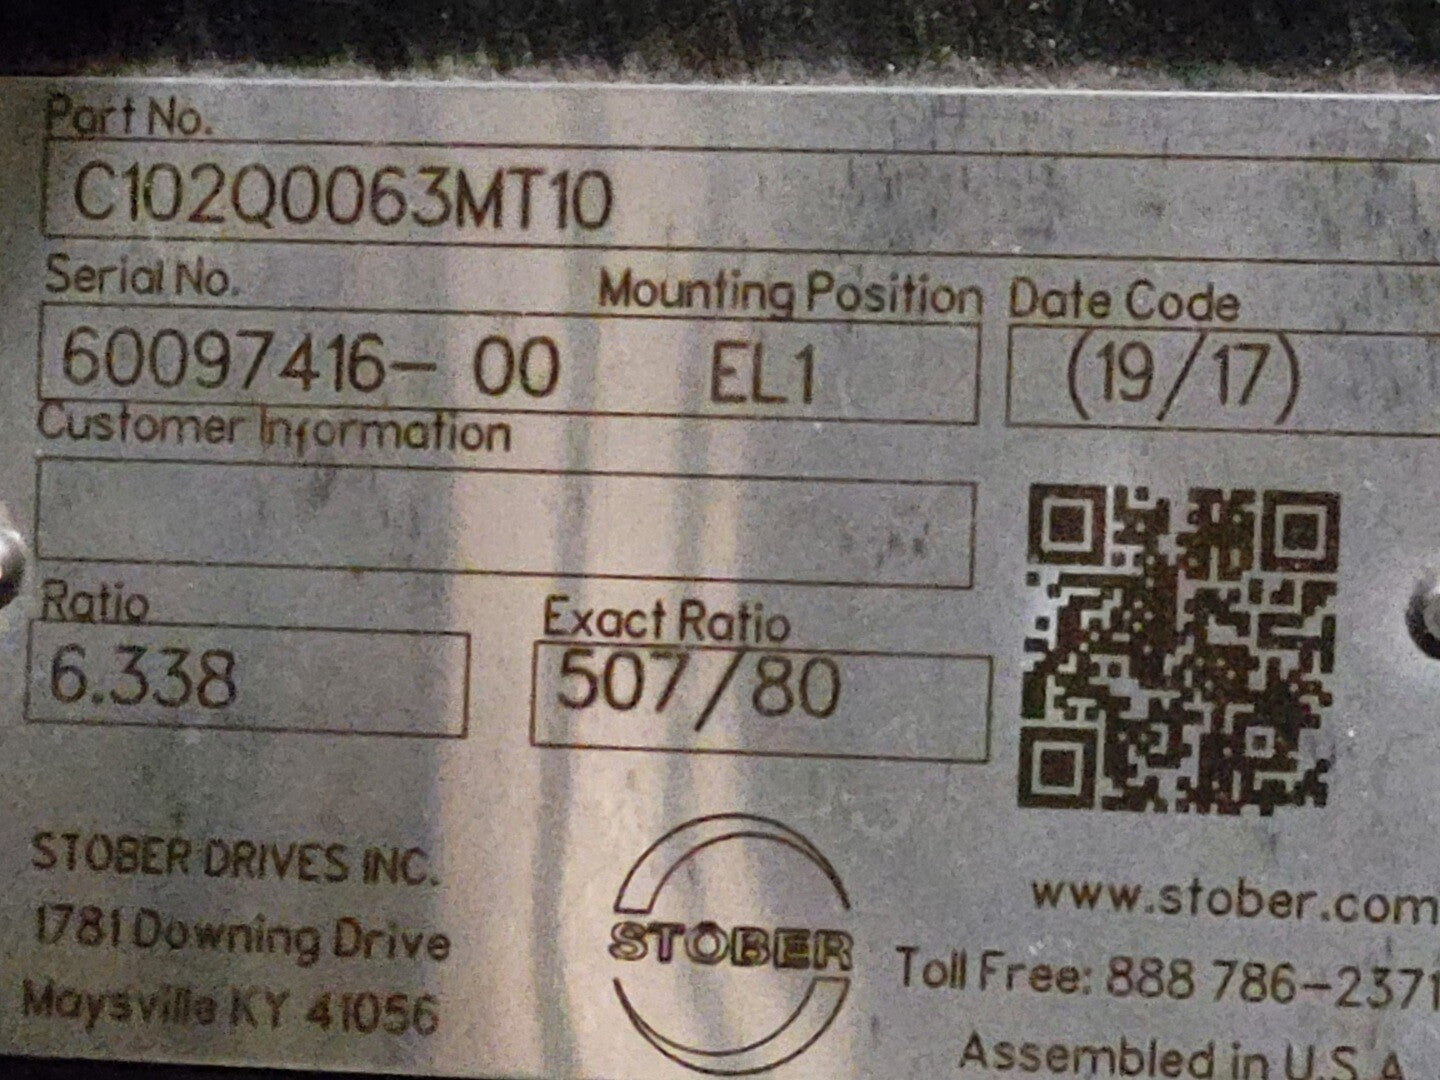 Part No.
C102Q0063MT10
Serial No. Mounting Position Date Code
60097416- 00 EL1 (19/17)
Customer Information
Ratio Exact Ratio
6.338 507/80
STOBER DRIVES INC.
1781 Downing Drive
Maysville KY 41056
STOBER
www.stober.com
Toll Free: 888 786-2371
Assembled in U.S.A